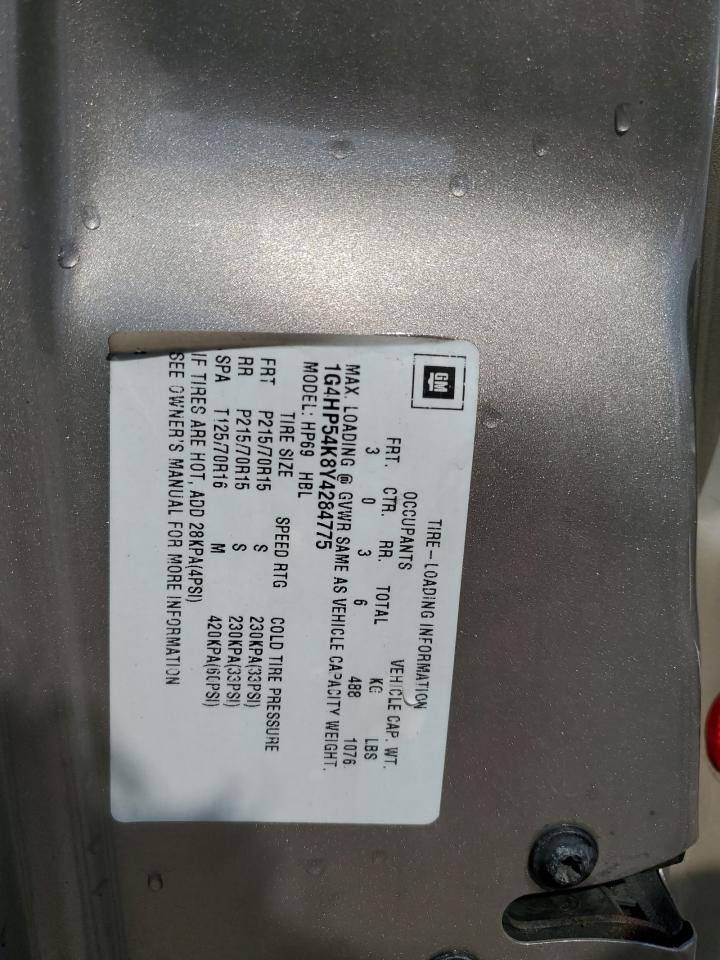 GM
TIRE-LOADING INFORMATION
OCCUPANTS VEHICLE CAP. WT.
FRT. CTR. RR. TOTAL KG LBS
3 0 3 6 488 1076
MAX. LOADING @ GVWR SAME AS VEHICLE CAPACITY WEIGHT.
1G4HP54K8Y4284775
MODEL: HP69 HBL
TIRE SIZE SPEED RTG COLD TIRE PRESSURE
FRT P215/70R15 S 230KPA(33PSI)
RR P215/70R15 S 230KPA(33PSI)
SPA T125/70R16 M 420KPA(60PSI)
IF TIRES ARE HOT, ADD 28KPA(4PSI)
SEE OWNER'S MANUAL FOR MORE INFORMATION